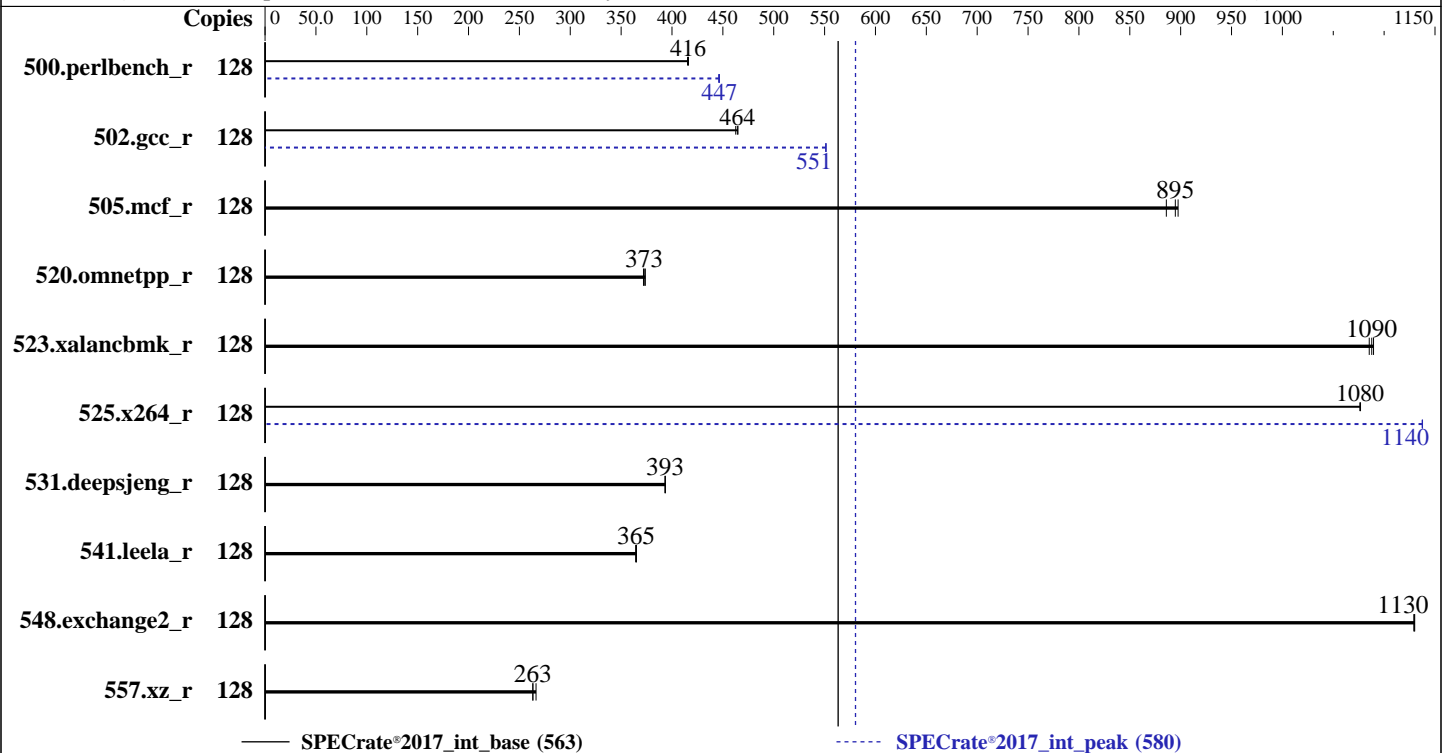 Copies 0 50.0 100 150 200 250 300 350 400 450 500 550 600 650 700 750 800 850 900 950 1000 1150
416
500.perlbench_r 128
447
464
502.gcc_r 128
551
895
505.mcf_r 128
373
520.omnetpp_r 128
1090
523.xalancbmk_r 128
1080
525.x264_r 128
1140
393
531.deepsjeng_r 128
365
541.leela_r 128
1130
548.exchange2_r 128
263
557.xz_r 128
SPECrate®2017_int_base (563) SPECrate®2017_int_peak (580)